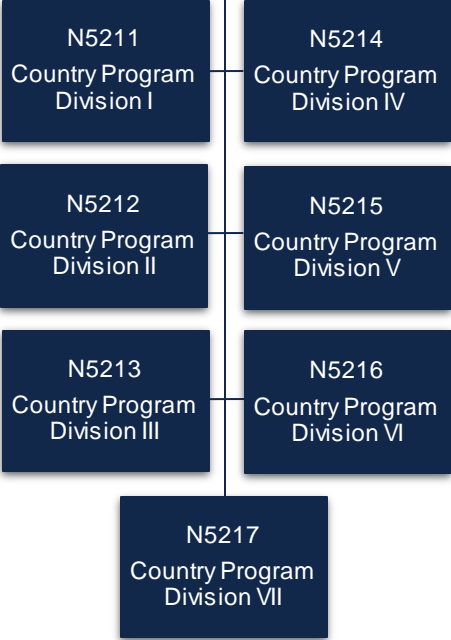 N5211
Country Program
Division I
N5214
Country Program
Division IV
N5212
Country Program
Division II
N5215
Country Program
Division V
N5213
Country Program
Division III
N5216
Country Program
Division VI
N5217
Country Program
Division VII